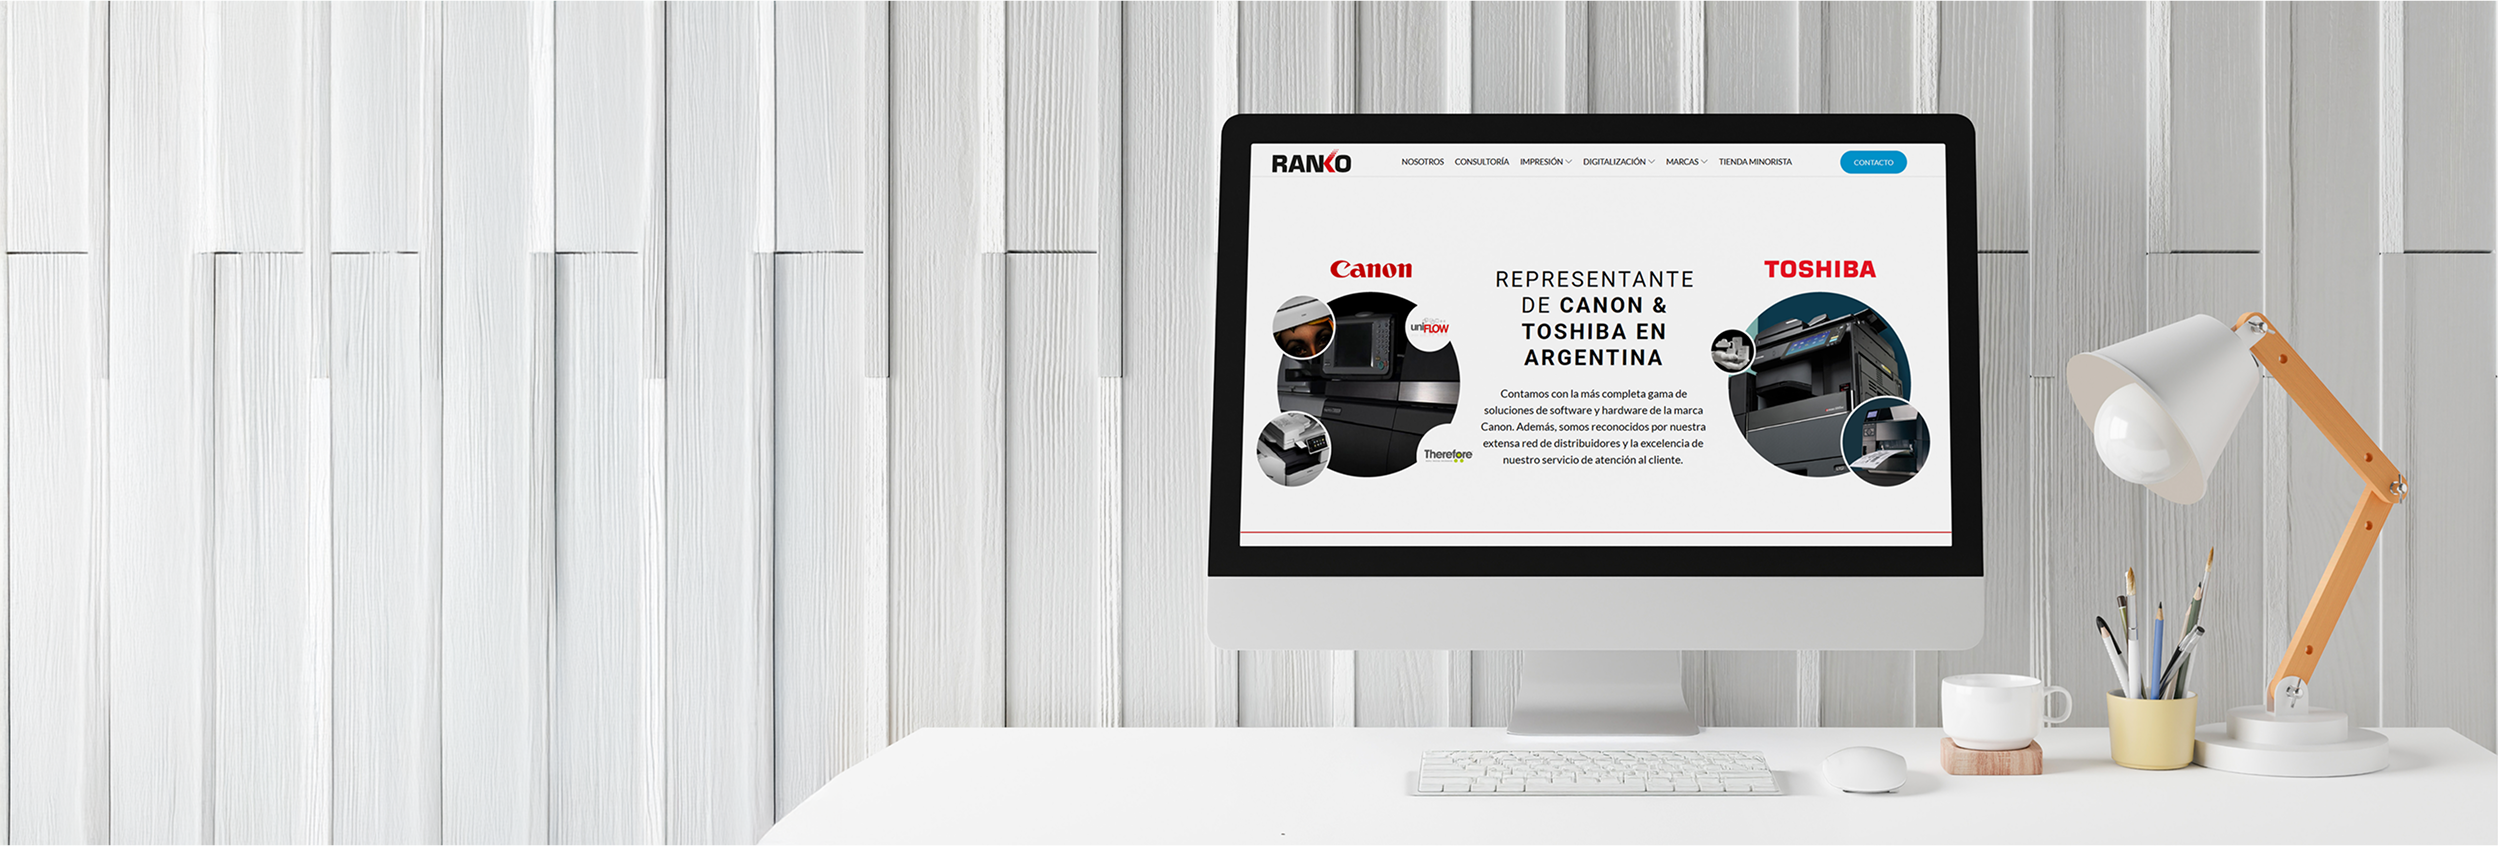 RANKO
NOSOTROS CONSULTORÍA IMPRESIÓN DIGITALIZACIÓN MARCAS TIENDA MINORISTA CONTACTO
Canon
TOSHIBA
REPRESENTANTE
DE CANON &
TOSHIBA EN
ARGENTINA
uniFLOW
Therefore
Contamos con la más completa gama de
soluciones de software y hardware de la marca
Canon. Además, somos reconocidos por nuestra
extensa red de distribuidores y la excelencia de
nuestro servicio de atención al cliente.